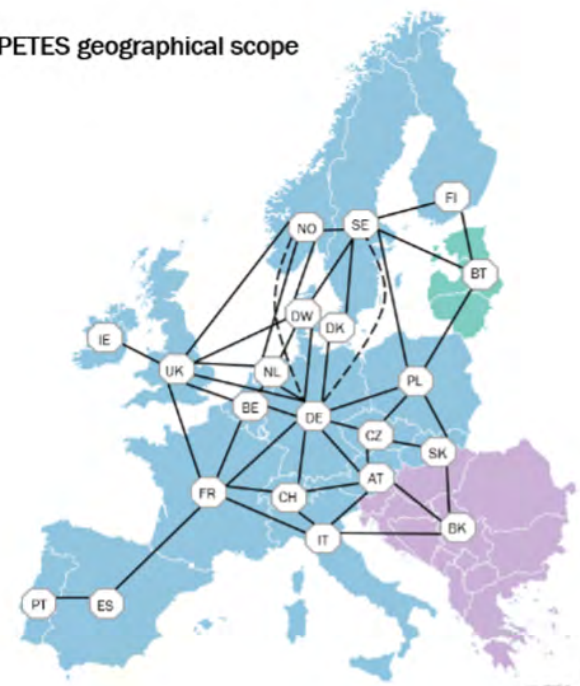 PETES geographical scope
FI
NO
SE
BT
DW
DK
IE
UK
NL
PL
BE
DE
CZ
SK
AT
FR
CH
BK
IT
PT
ES